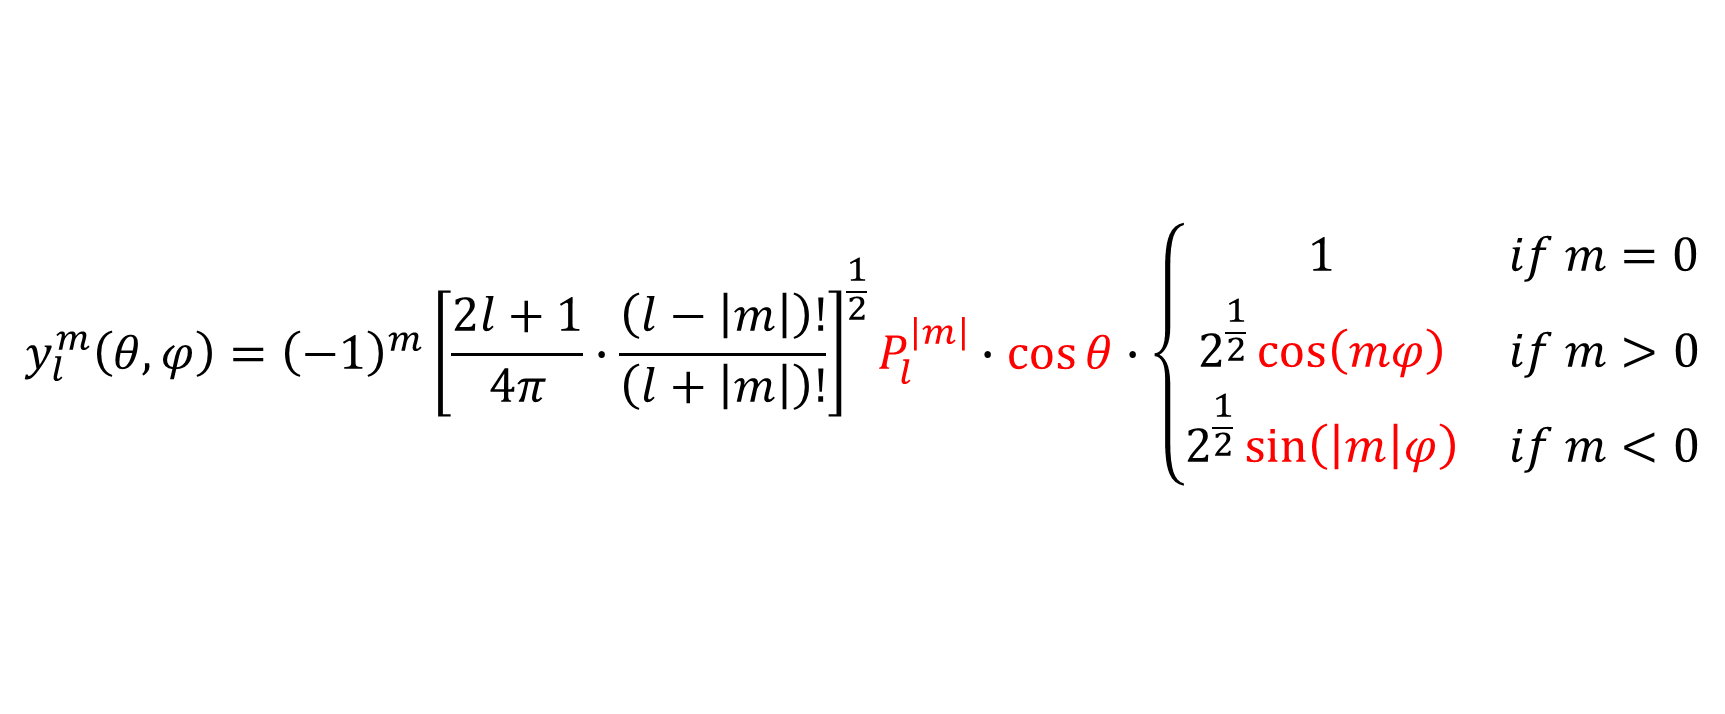 y_l^m(θ, φ) = (−1)^m [ (2l + 1)/(4π) · (l − |m|)!/(l + |m|)! ]^(1/2) P_l^|m| · cos θ · {
1 if m = 0
2^(1/2) cos(mφ) if m > 0
2^(1/2) sin(|m|φ) if m < 0